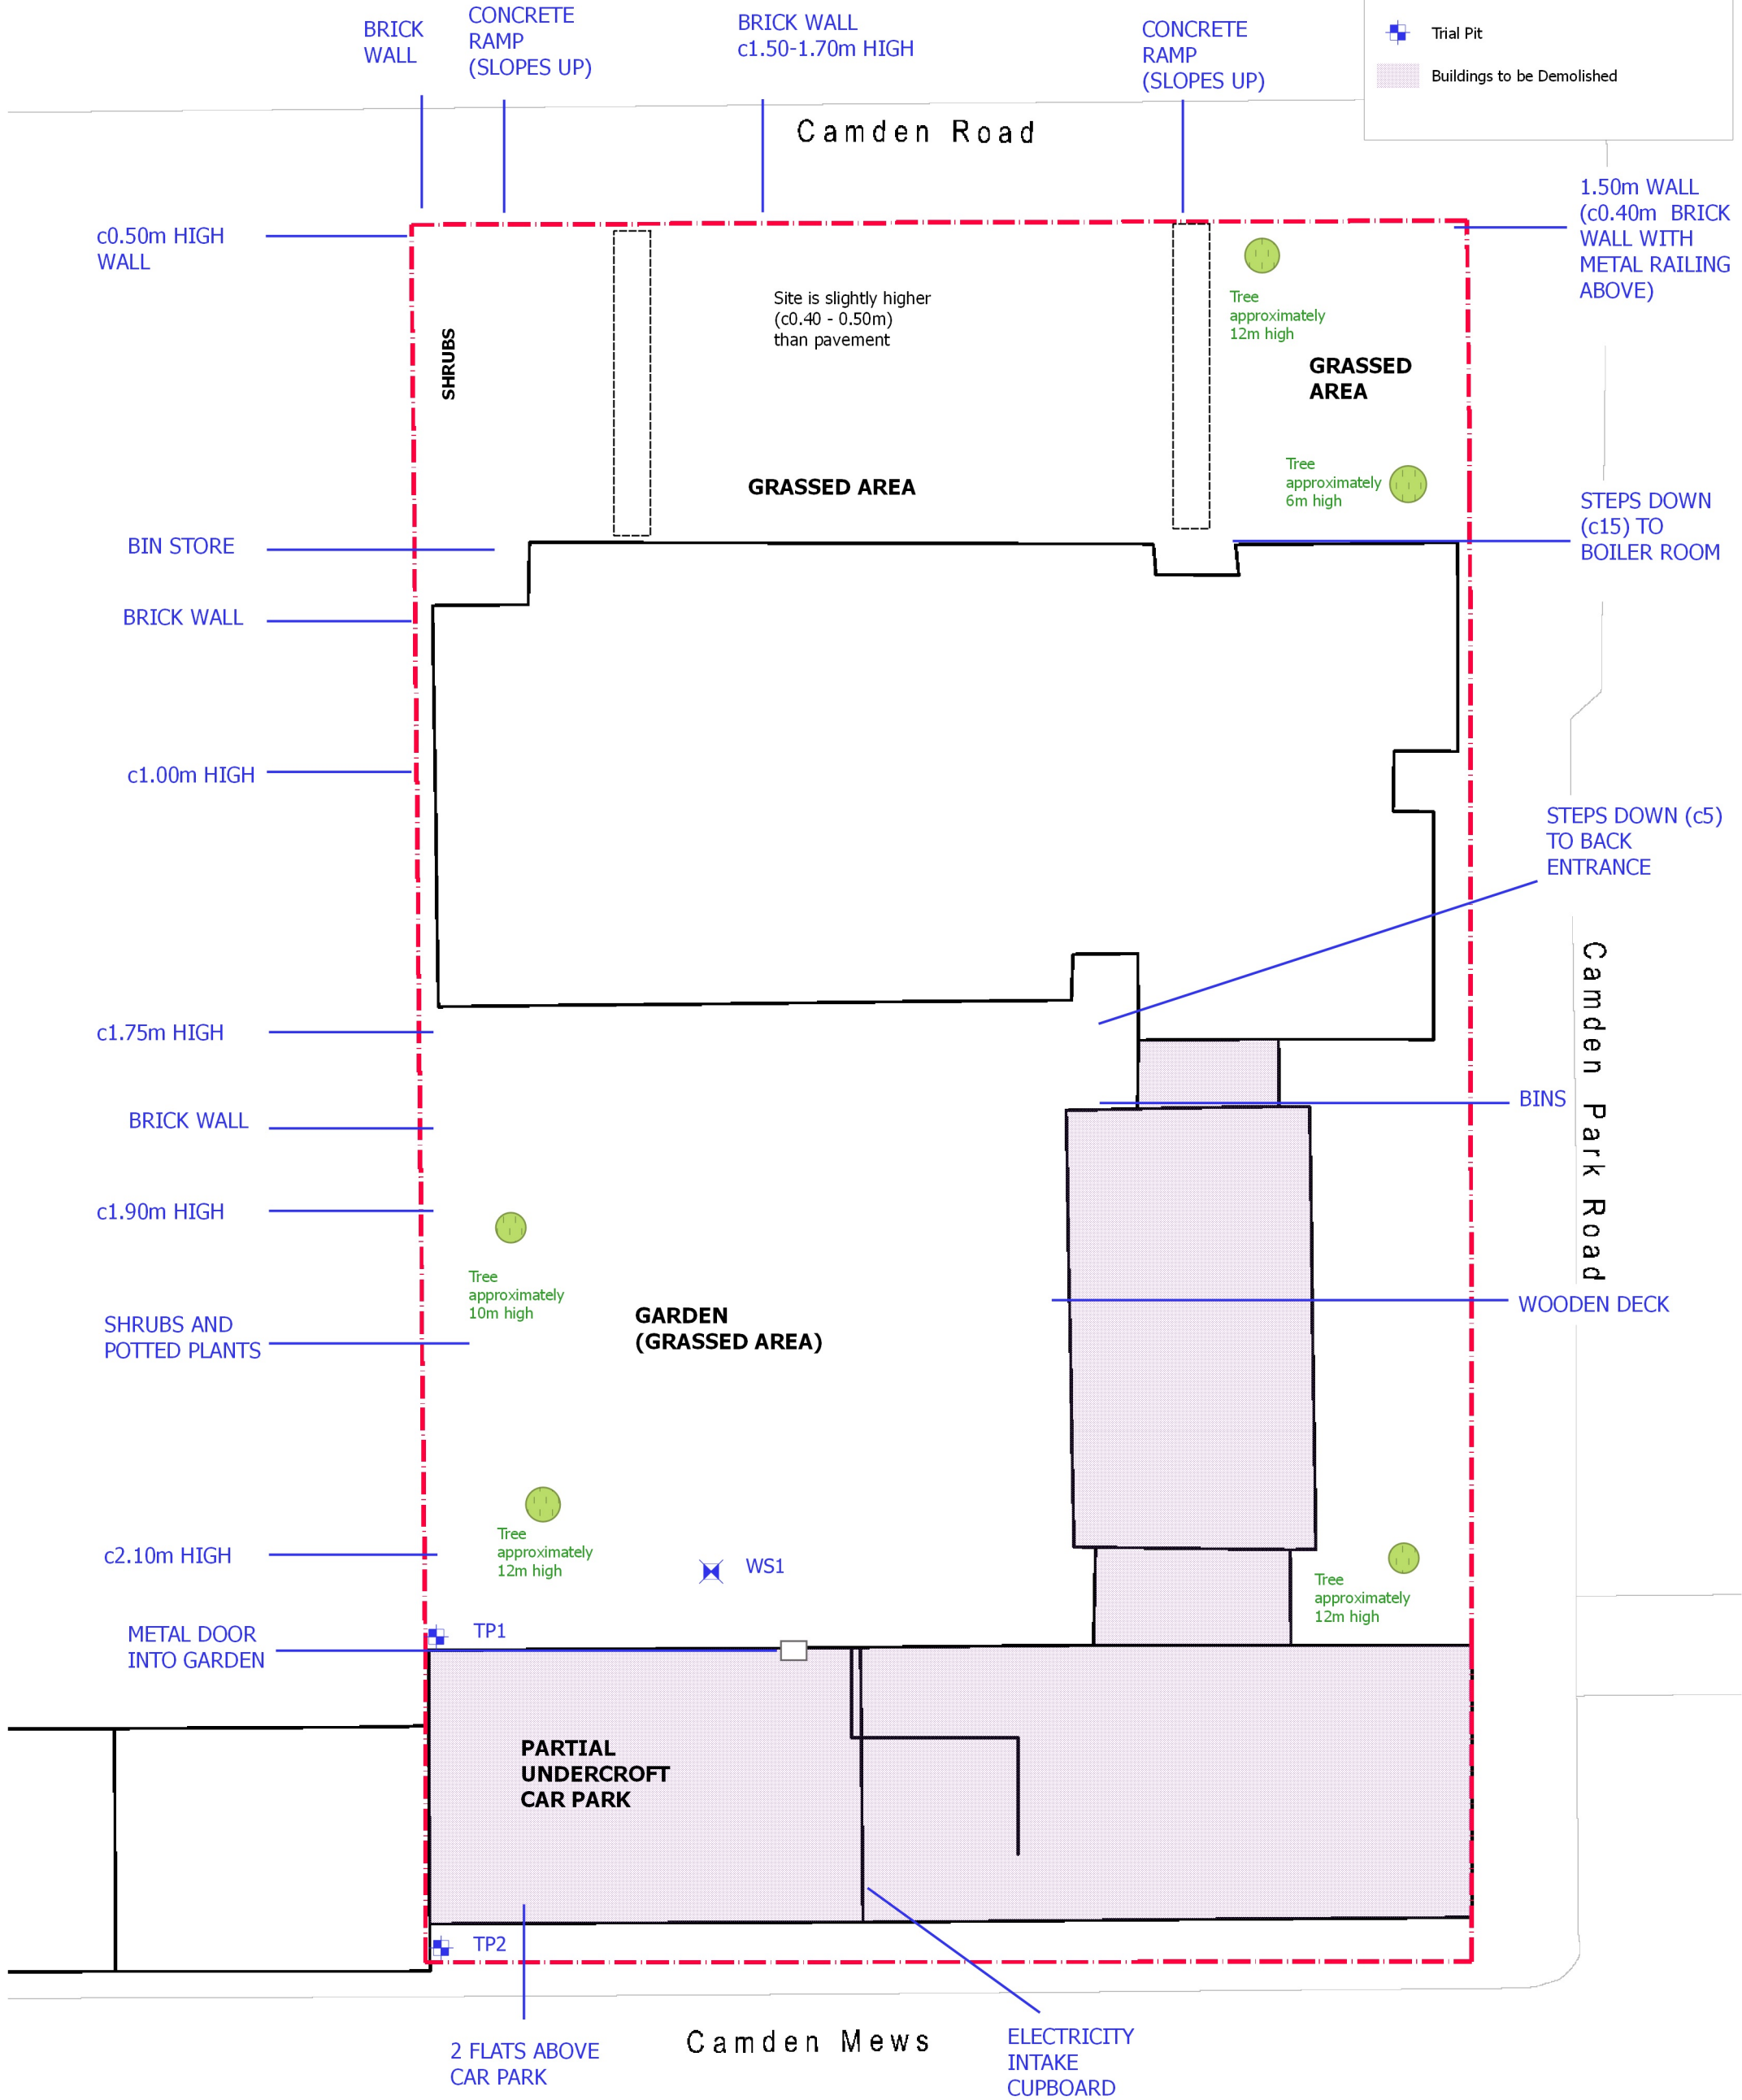 BRICK
WALL
CONCRETE
RAMP
(SLOPES UP)
BRICK WALL
c1.50-1.70m HIGH
CONCRETE
RAMP
(SLOPES UP)
Trial Pit
Buildings to be Demolished
Camden Road
c0.50m HIGH
WALL
1.50m WALL
(c0.40m BRICK
WALL WITH
METAL RAILING
ABOVE)
SHRUBS
Site is slightly higher
(c0.40 - 0.50m)
than pavement
Tree
approximately
12m high
GRASSED
AREA
GRASSED AREA
Tree
approximately
6m high
STEPS DOWN
(c15) TO
BOILER ROOM
BIN STORE
BRICK WALL
c1.00m HIGH
STEPS DOWN (c5)
TO BACK
ENTRANCE
Camden Park Road
c1.75m HIGH
BINS
BRICK WALL
c1.90m HIGH
Tree
approximately
10m high
WOODEN DECK
SHRUBS AND
POTTED PLANTS
GARDEN
(GRASSED AREA)
c2.10m HIGH
Tree
approximately
12m high
WS1
Tree
approximately
12m high
TP1
METAL DOOR
INTO GARDEN
PARTIAL
UNDERCROFT
CAR PARK
TP2
2 FLATS ABOVE
CAR PARK
Camden Mews
ELECTRICITY
INTAKE
CUPBOARD